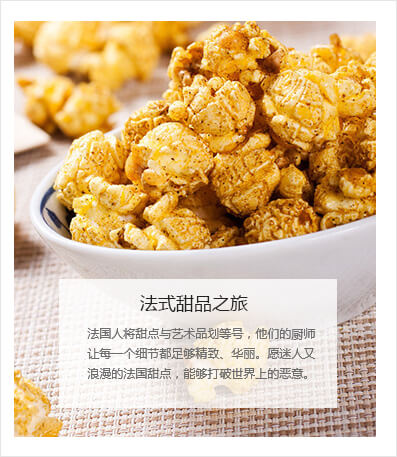 法式甜品之旅
法国人将甜点与艺术品划等号，他们的厨师
让每一个细节都足够精致、华丽。愿迷人又
浪漫的法国甜点，能够打破世界上的恶意。